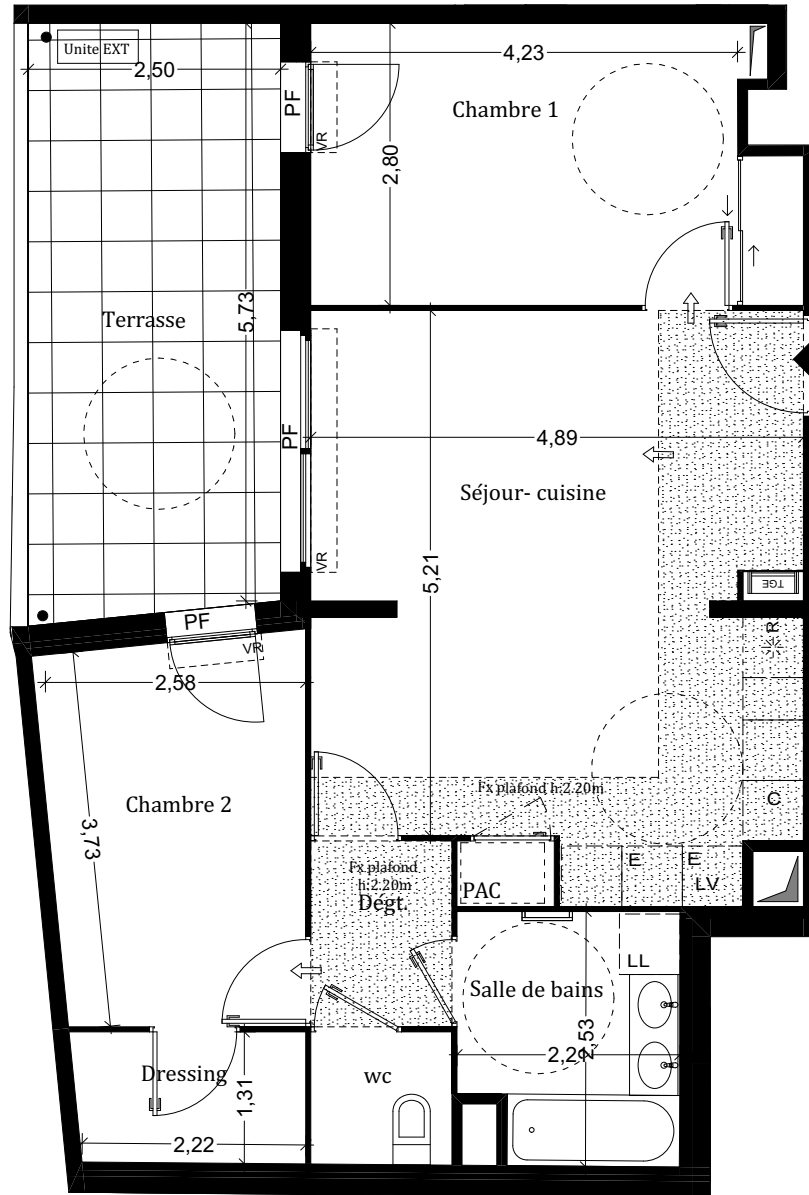 Unite EXT
2,50
4,23
PF
VR
Chambre 1
2,80
Terrasse
5,73
PF
4,89
Séjour- cuisine
VR
5,21
TGE
PF
VR
R
2,58
Chambre 2
Fx plafond h:2.20m
C
3,73
Fx plafond
h:2.20m
Dégt.
PAC
E
E
LV
LL
Salle de bains
2,53
Dressing
wc
1,31
2,22